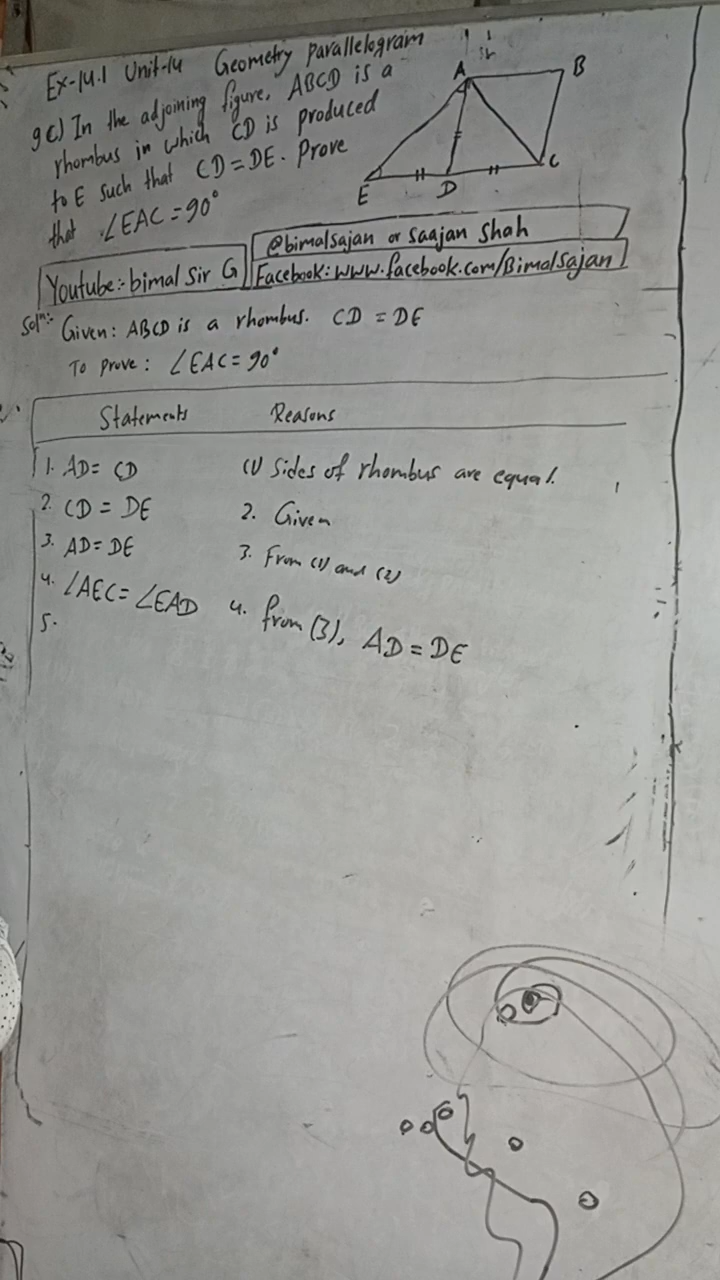 Ex-14.1 Unit-14 Geometry parallelogram
9c) In the adjoining figure, ABCD is a
rhombus in which CD is produced
to E such that CD = DE. Prove
that ∠EAC = 90°
A B
E D C
@bimalsajan or Saajan Shah
Youtube:- bimal Sir G
Facebook: www.facebook.com/Bimalsajan
Solⁿ:- Given: ABCD is a rhombus. CD = DE
To prove: ∠EAC = 90°
Statements Reasons
1. AD = CD (1) Sides of rhombus are equal.
2. CD = DE 2. Given
3. AD = DE 3. From (1) and (2)
4. ∠AEC = ∠EAD 4. from (3), AD = DE
5.